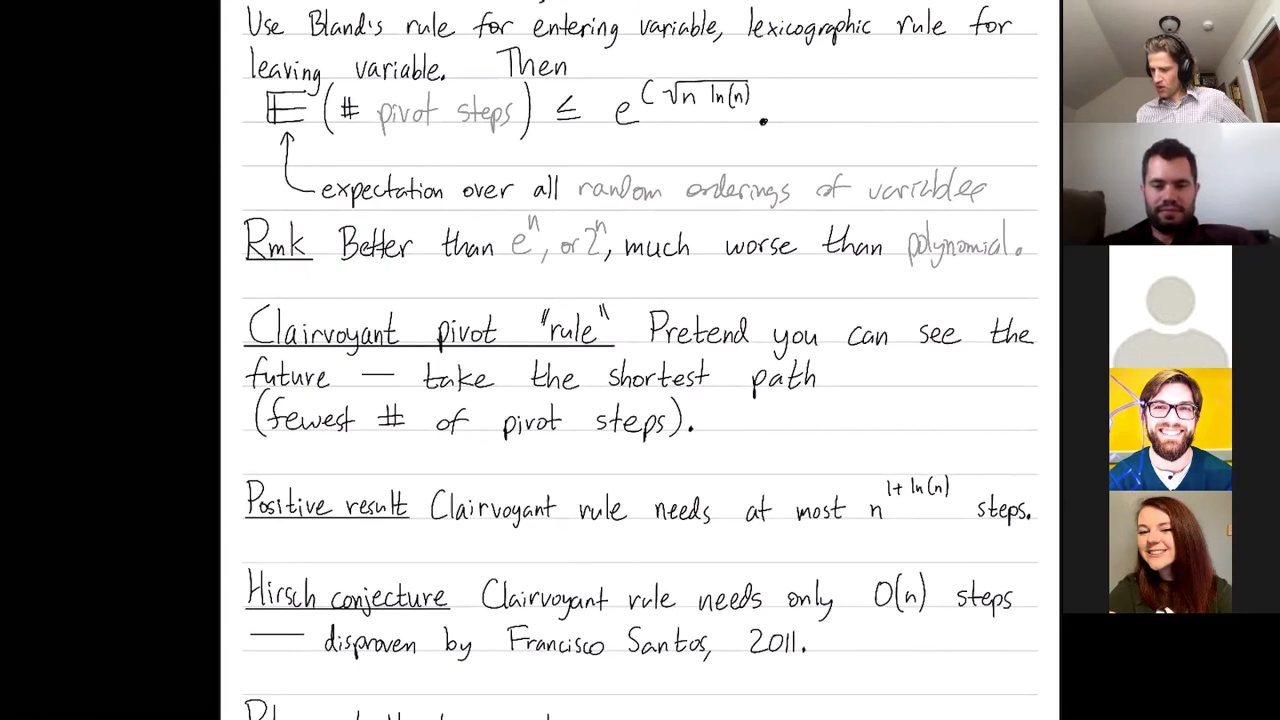 Use Bland's rule for entering variable, lexicographic rule for
leaving variable. Then
𝔼 (# pivot steps) ≤ e^(C√(n ln(n))).
expectation over all random orderings of variables
Rmk Better than e^n, or 2^n, much worse than polynomial.
Clairvoyant pivot "rule" Pretend you can see the
future — take the shortest path
(fewest # of pivot steps).
Positive result Clairvoyant rule needs at most n^(1+ ln(n)) steps.
Hirsch conjecture Clairvoyant rule needs only O(n) steps
— disproven by Francisco Santos, 2011.